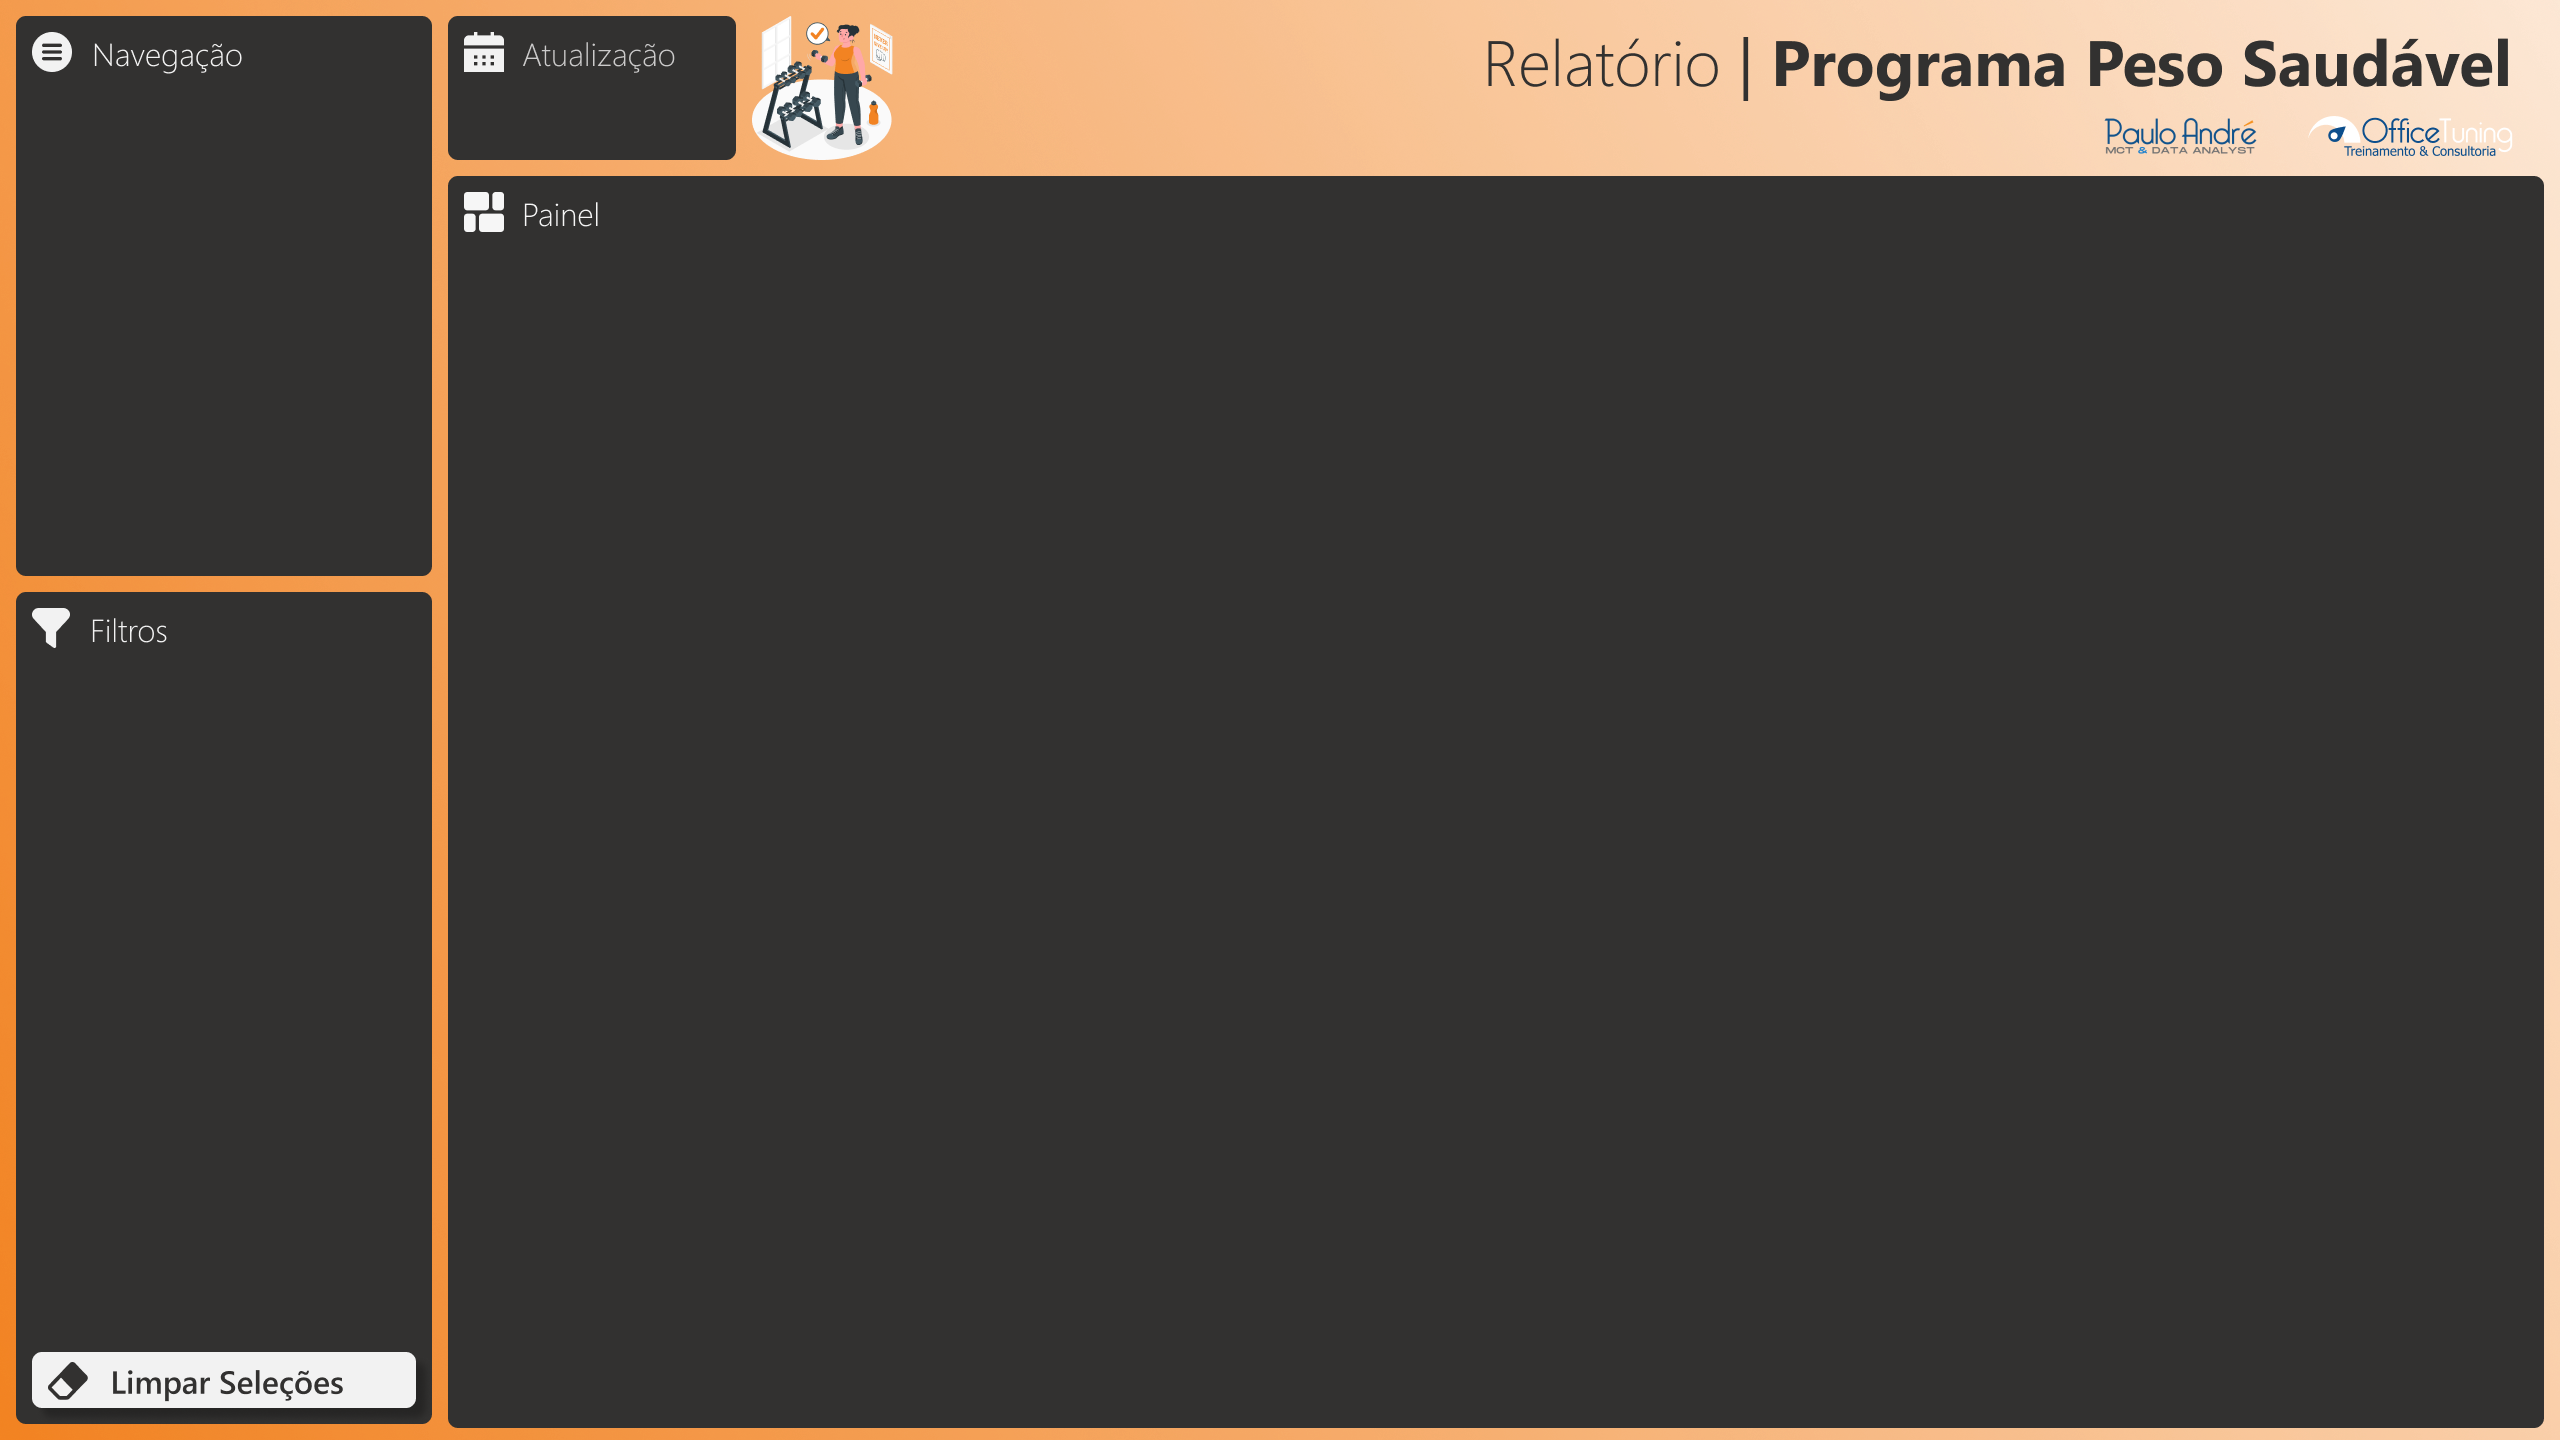 Navegação
Atualização
Relatório | Programa Peso Saudável
Paulo André
MCT & DATA ANALYST
OfficeTuning
Treinamento & Consultoria
Painel
Filtros
Limpar Seleções